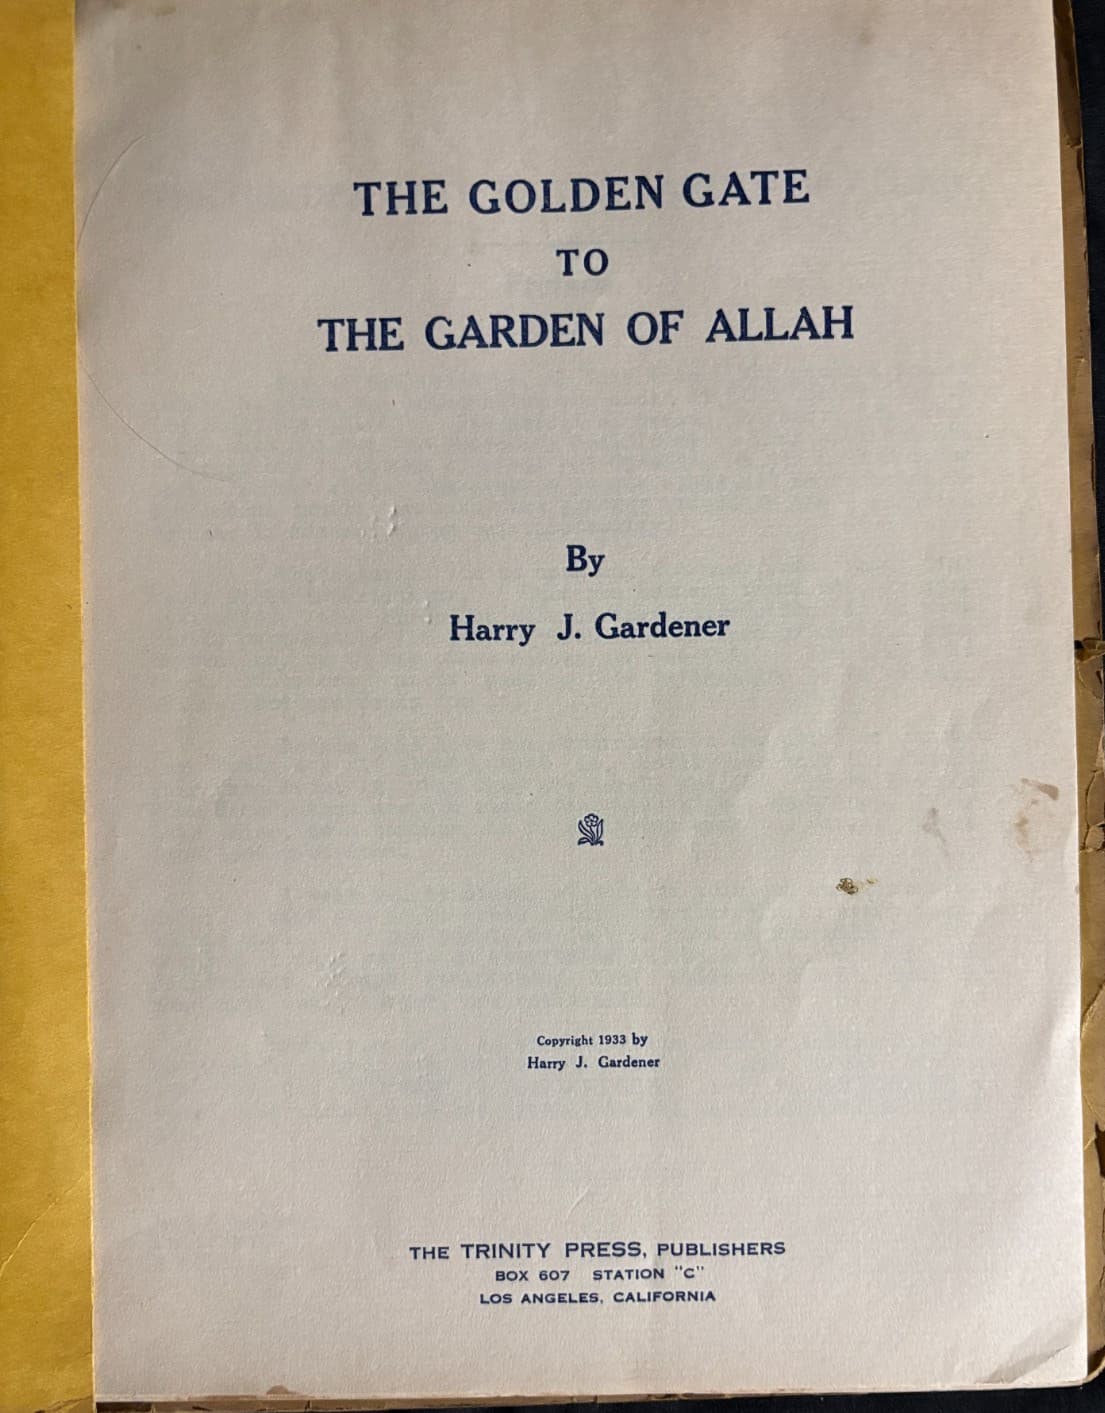 THE GOLDEN GATE
TO
THE GARDEN OF ALLAH
By
Harry J. Gardener
Copyright 1933 by
Harry J. Gardener
THE TRINITY PRESS, PUBLISHERS
BOX 607 STATION "C"
LOS ANGELES, CALIFORNIA